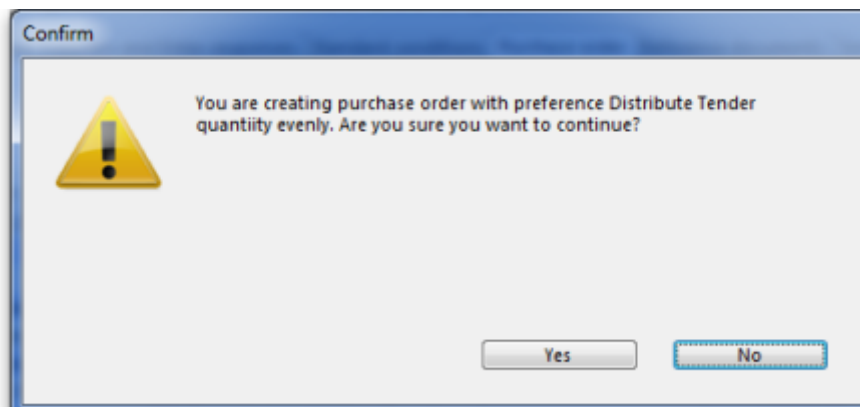 Confirm
You are creating purchase order with preference Distribute Tender
quantiity evenly. Are you sure you want to continue?
Yes
No